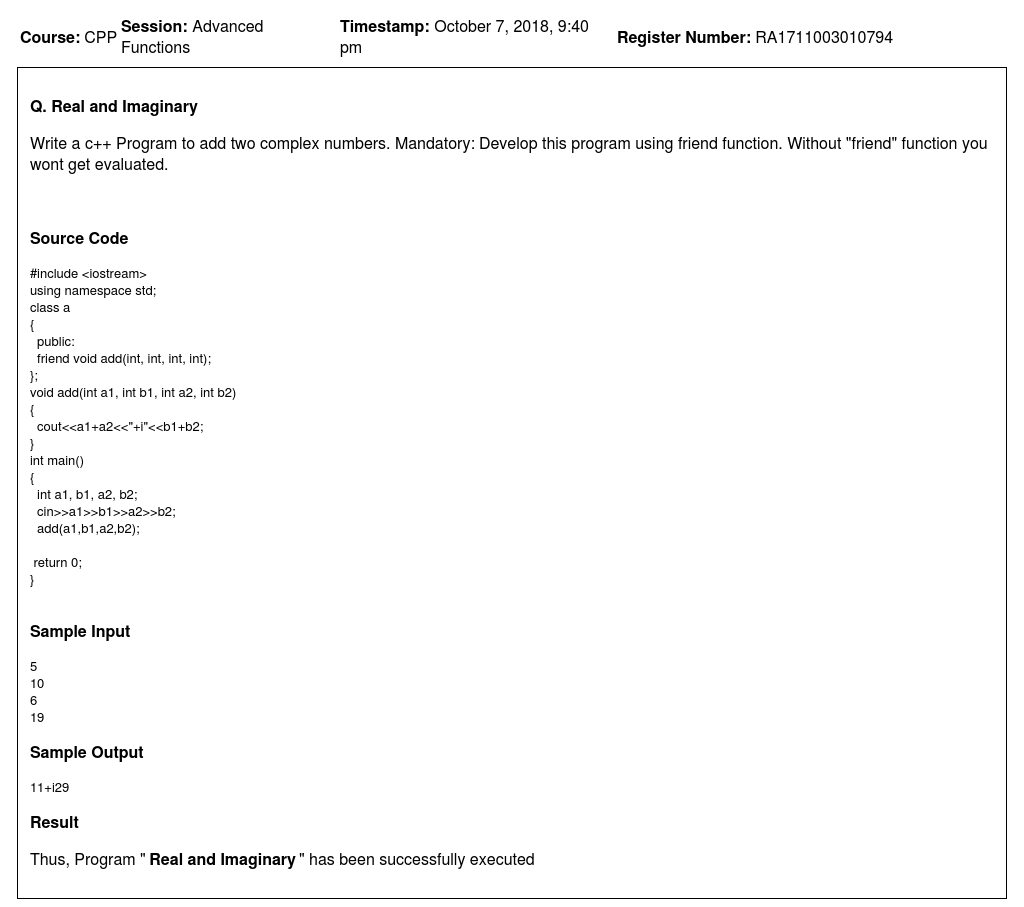 Course: CPP Session: Advanced Functions Timestamp: October 7, 2018, 9:40 pm Register Number: RA1711003010794
Q. Real and Imaginary
Write a c++ Program to add two complex numbers. Mandatory: Develop this program using friend function. Without "friend" function you
wont get evaluated.
Source Code
#include <iostream>
using namespace std;
class a
{
  public:
  friend void add(int, int, int, int);
};
void add(int a1, int b1, int a2, int b2)
{
  cout<<a1+a2<<"+i"<<b1+b2;
}
int main()
{
  int a1, b1, a2, b2;
  cin>>a1>>b1>>a2>>b2;
  add(a1,b1,a2,b2);
 return 0;
}
Sample Input
5
10
6
19
Sample Output
11+i29
Result
Thus, Program " Real and Imaginary " has been successfully executed